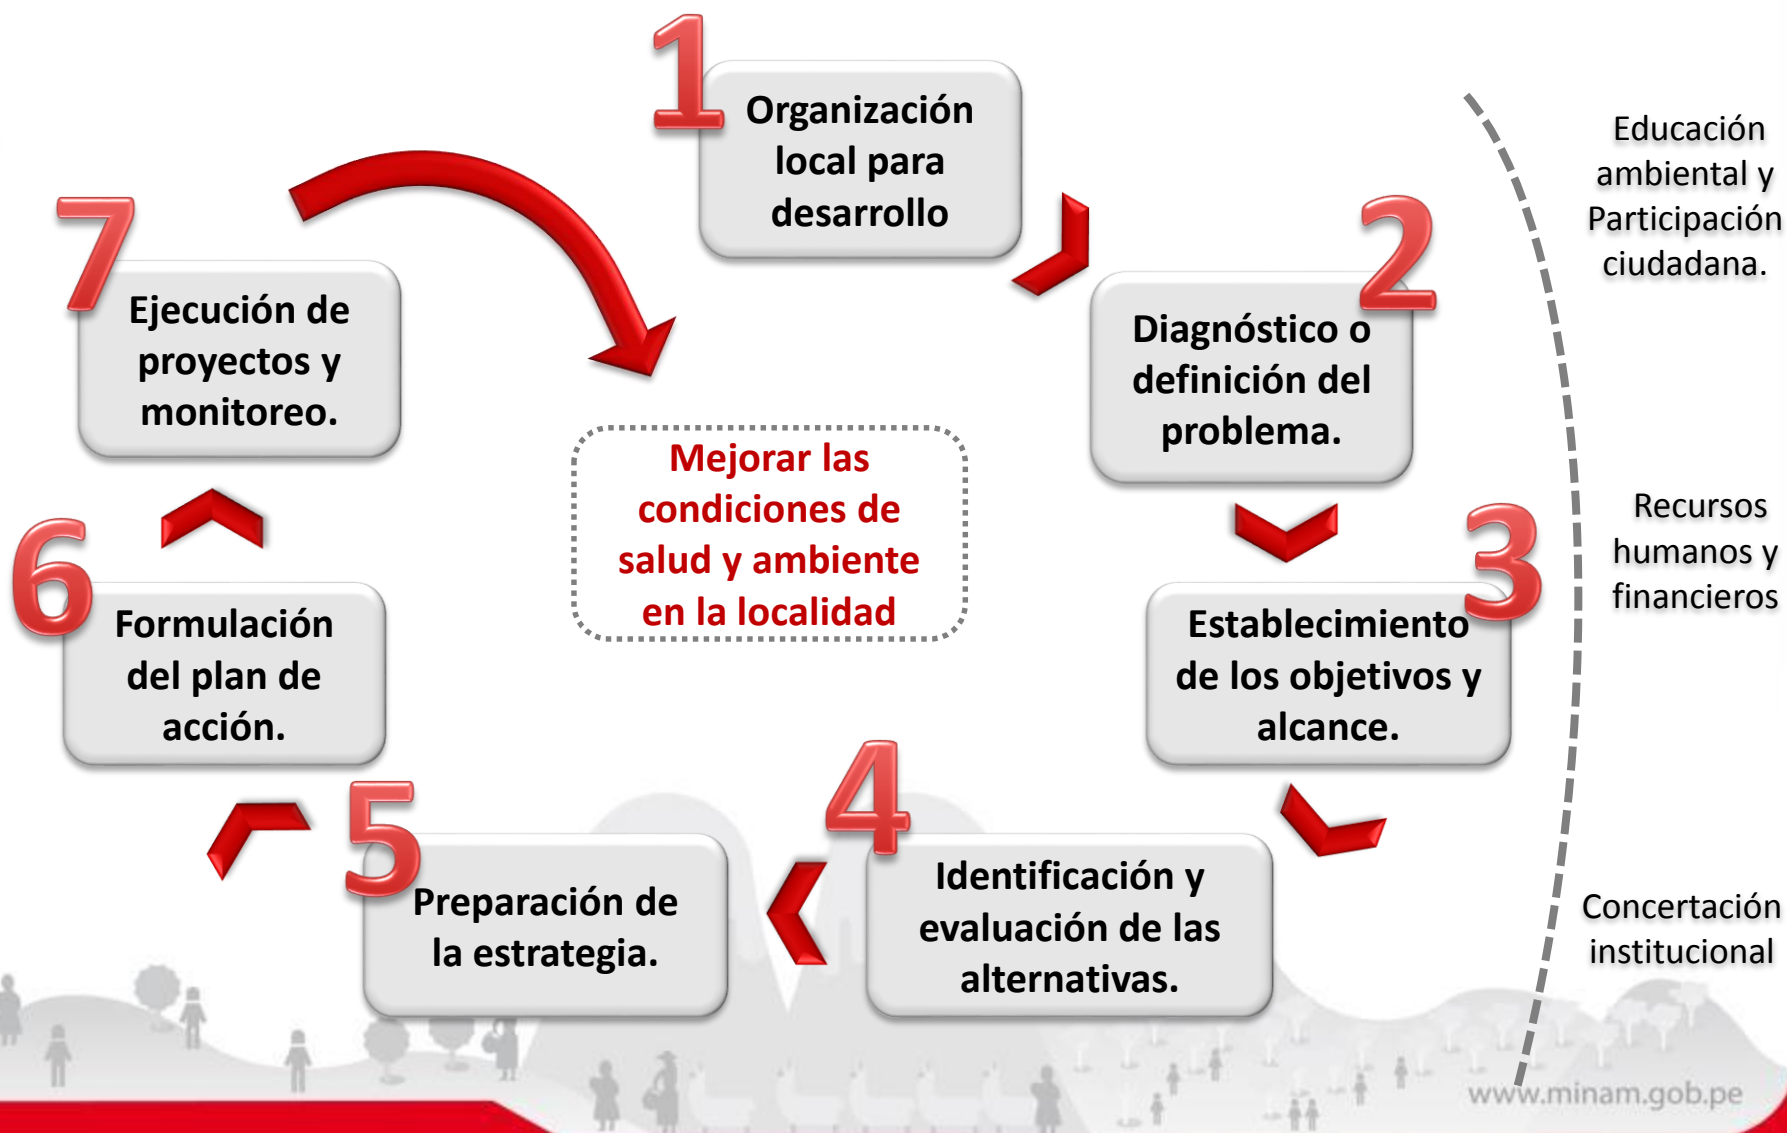 1
Organización
local para
desarrollo
2
Diagnóstico o
definición del
problema.
3
Establecimiento
de los objetivos y
alcance.
4
Identificación y
evaluación de las
alternativas.
5
Preparación de
la estrategia.
6
Formulación
del plan de
acción.
7
Ejecución de
proyectos y
monitoreo.
Mejorar las
condiciones de
salud y ambiente
en la localidad
Educación
ambiental y
Participación
ciudadana.
Recursos
humanos y
financieros
Concertación
institucional
www.minam.gob.pe